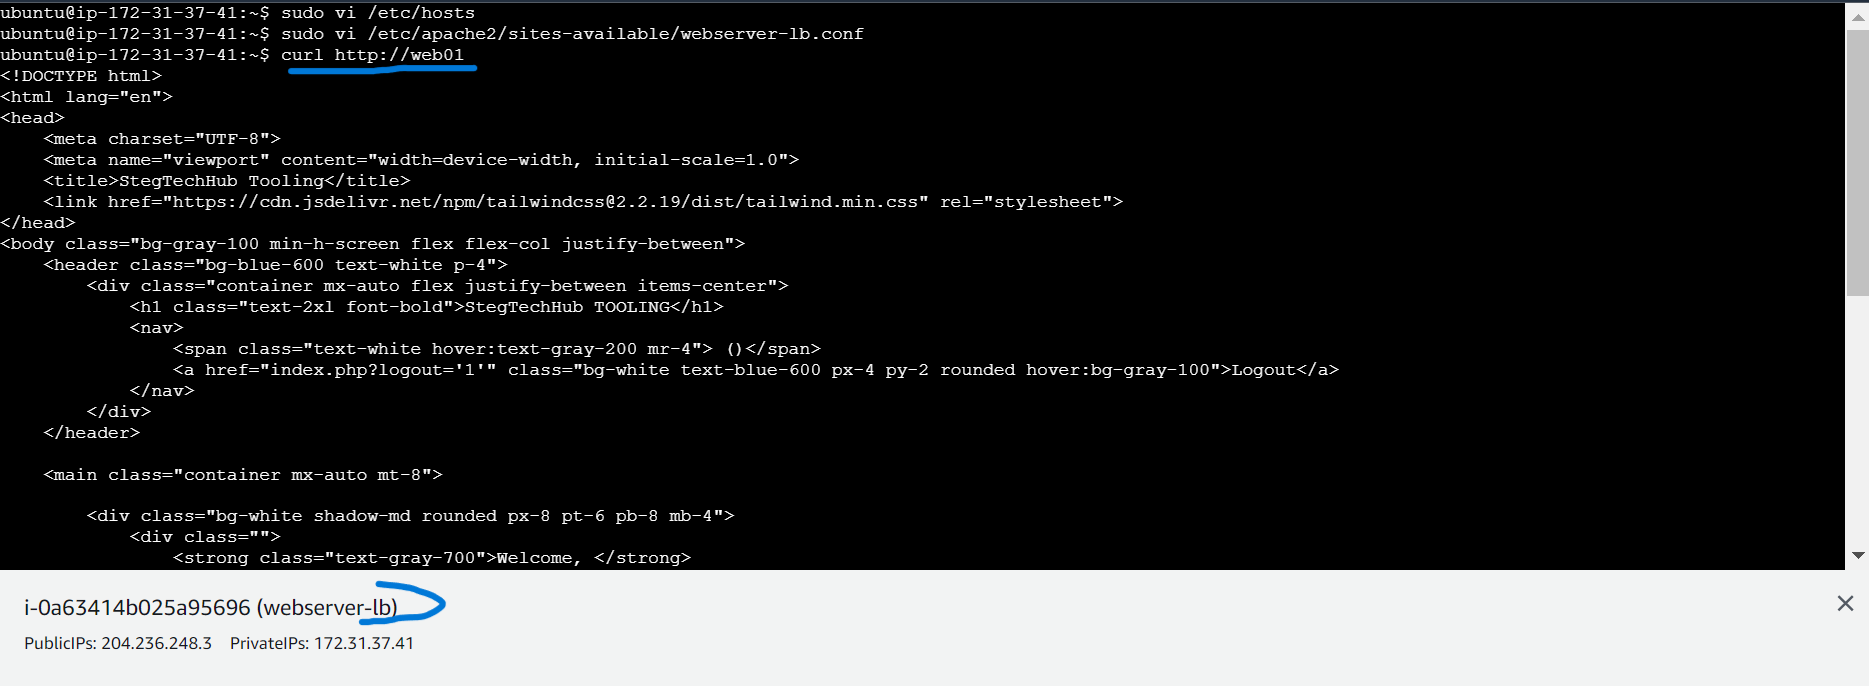 ubuntu@ip-172-31-37-41:~$ sudo vi /etc/hosts
ubuntu@ip-172-31-37-41:~$ sudo vi /etc/apache2/sites-available/webserver-lb.conf
ubuntu@ip-172-31-37-41:~$ curl http://web01
<!DOCTYPE html>
<html lang="en">
<head>
    <meta charset="UTF-8">
    <meta name="viewport" content="width=device-width, initial-scale=1.0">
    <title>StegTechHub Tooling</title>
    <link href="https://cdn.jsdelivr.net/npm/tailwindcss@2.2.19/dist/tailwind.min.css" rel="stylesheet">
</head>
<body class="bg-gray-100 min-h-screen flex flex-col justify-between">
    <header class="bg-blue-600 text-white p-4">
        <div class="container mx-auto flex justify-between items-center">
            <h1 class="text-2xl font-bold">StegTechHub TOOLING</h1>
            <nav>
                <span class="text-white hover:text-gray-200 mr-4"> ()</span>
                <a href="index.php?logout='1'" class="bg-white text-blue-600 px-4 py-2 rounded hover:bg-gray-100">Logout</a>
            </nav>
        </div>
    </header>
    <main class="container mx-auto mt-8">
        <div class="bg-white shadow-md rounded px-8 pt-6 pb-8 mb-4">
            <div class="">
                <strong class="text-gray-700">Welcome, </strong>
i-0a63414b025a95696 (webserver-lb)
PublicIPs: 204.236.248.3    PrivateIPs: 172.31.37.41